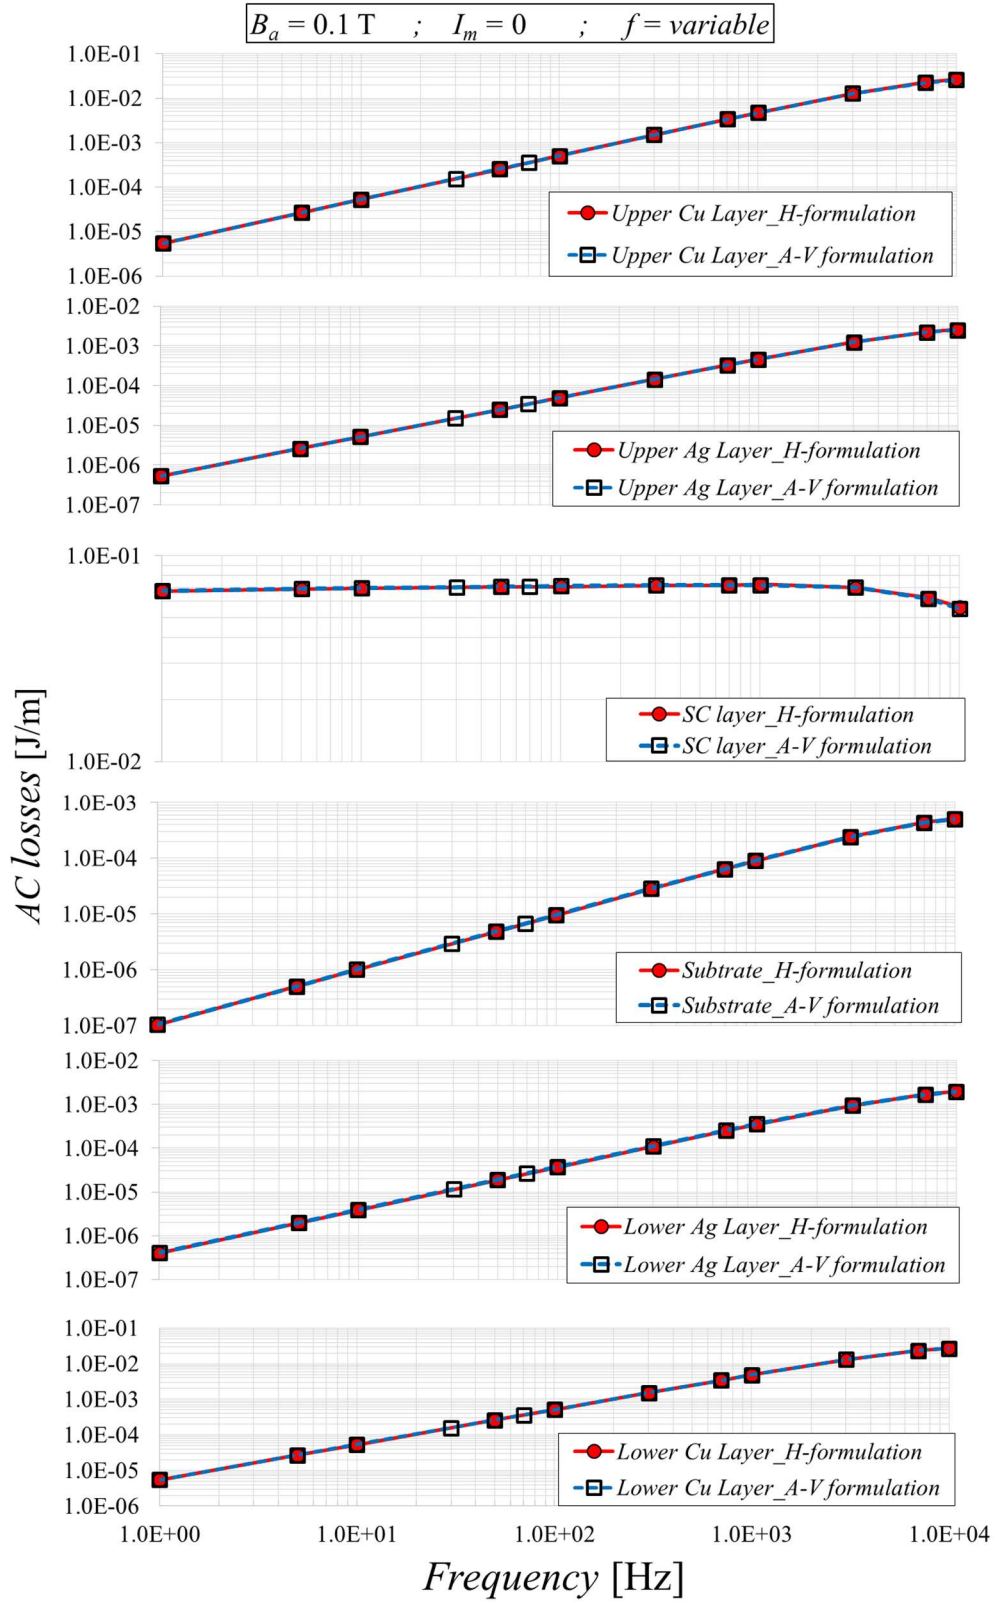 B_a = 0.1 T ; I_m = 0 ; f = variable
1.0E-01
1.0E-02
1.0E-03
1.0E-04
1.0E-05
1.0E-06
Upper Cu Layer_H-formulation
Upper Cu Layer_A-V formulation
1.0E-02
1.0E-03
1.0E-04
1.0E-05
1.0E-06
1.0E-07
Upper Ag Layer_H-formulation
Upper Ag Layer_A-V formulation
1.0E-01
1.0E-02
SC layer_H-formulation
SC layer_A-V formulation
AC losses [J/m]
1.0E-03
1.0E-04
1.0E-05
1.0E-06
1.0E-07
Subtrate_H-formulation
Substrate_A-V formulation
1.0E-02
1.0E-03
1.0E-04
1.0E-05
1.0E-06
1.0E-07
Lower Ag Layer_H-formulation
Lower Ag Layer_A-V formulation
1.0E-01
1.0E-02
1.0E-03
1.0E-04
1.0E-05
1.0E-06
Lower Cu Layer_H-formulation
Lower Cu Layer_A-V formulation
1.0E+00 1.0E+01 1.0E+02 1.0E+03 1.0E+04
Frequency [Hz]